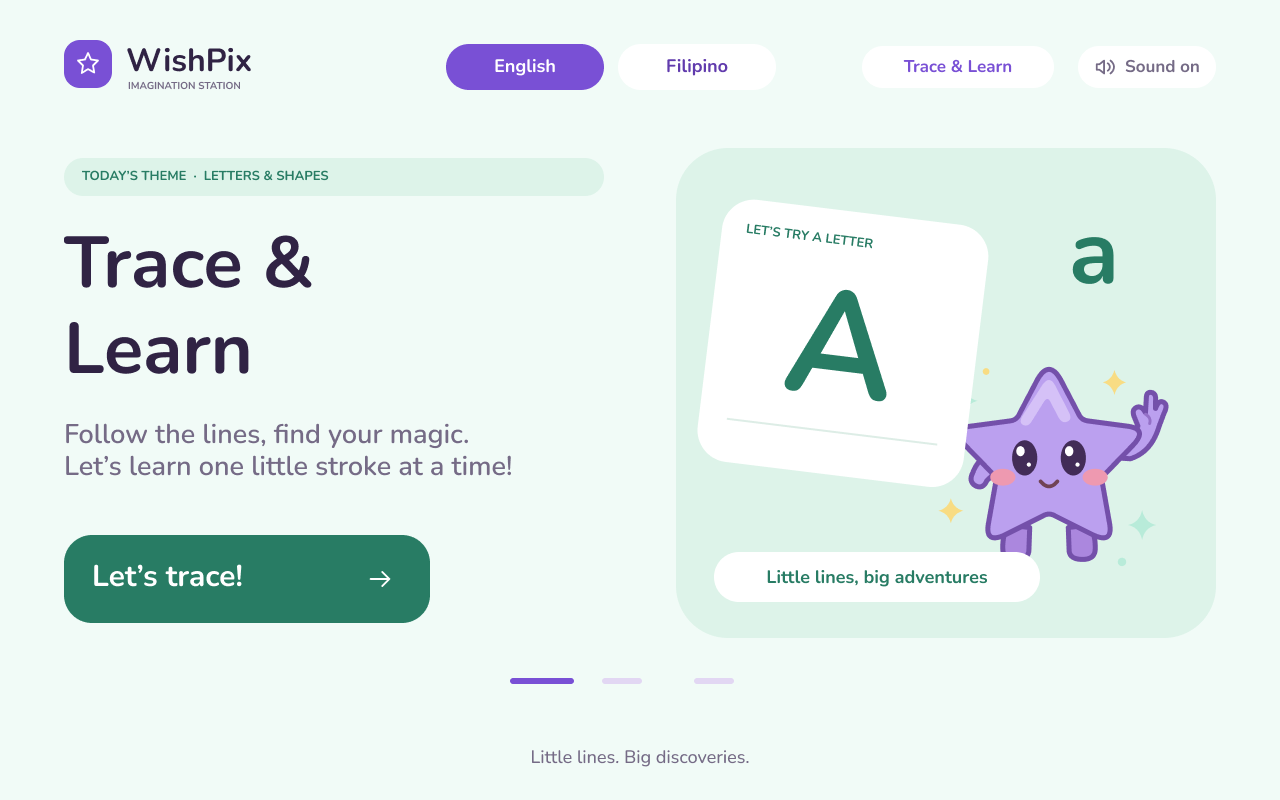 WishPix
IMAGINATION STATION
English
Filipino
Trace & Learn
Sound on
TODAY'S THEME · LETTERS & SHAPES
Trace &
Learn
Follow the lines, find your magic.
Let’s learn one little stroke at a time!
Let’s trace!
LET’S TRY A LETTER
A
a
Little lines, big adventures
Little lines. Big discoveries.